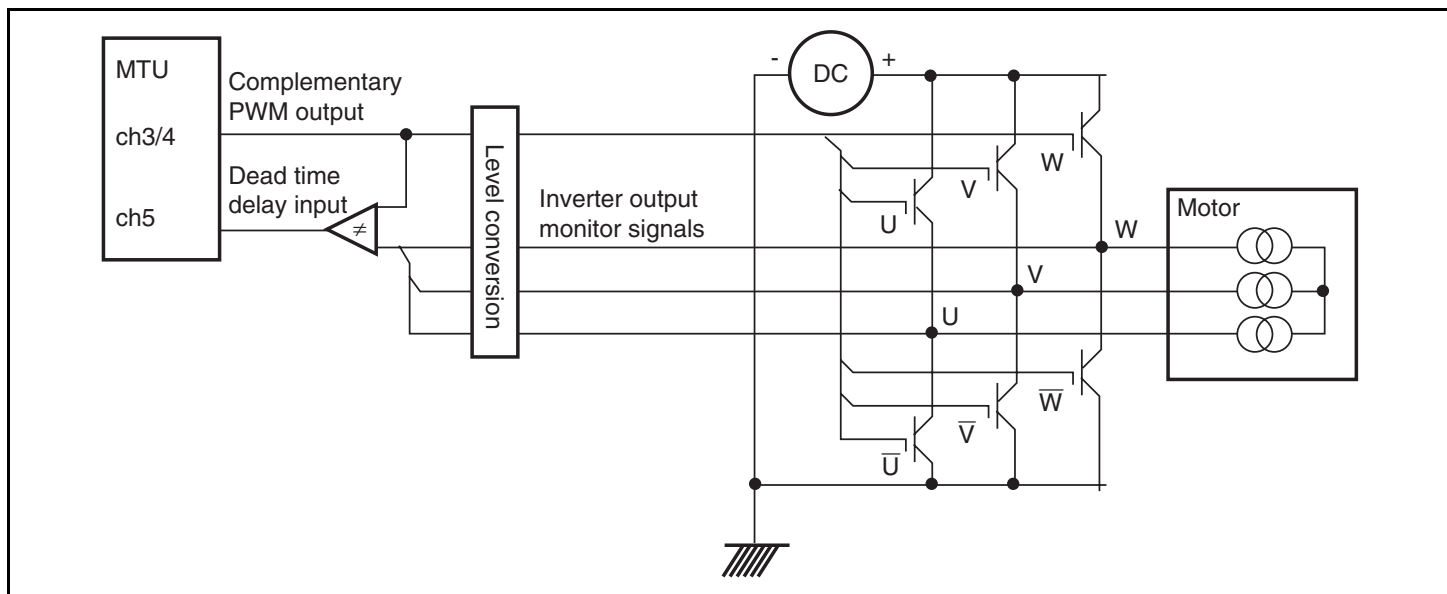 MTU
ch3/4
ch5
Complementary
PWM output
Dead time
delay input
≠
Level conversion
Inverter output
monitor signals
- DC +
W
V
U
W
V
U
W̅
V̅
U̅
Motor